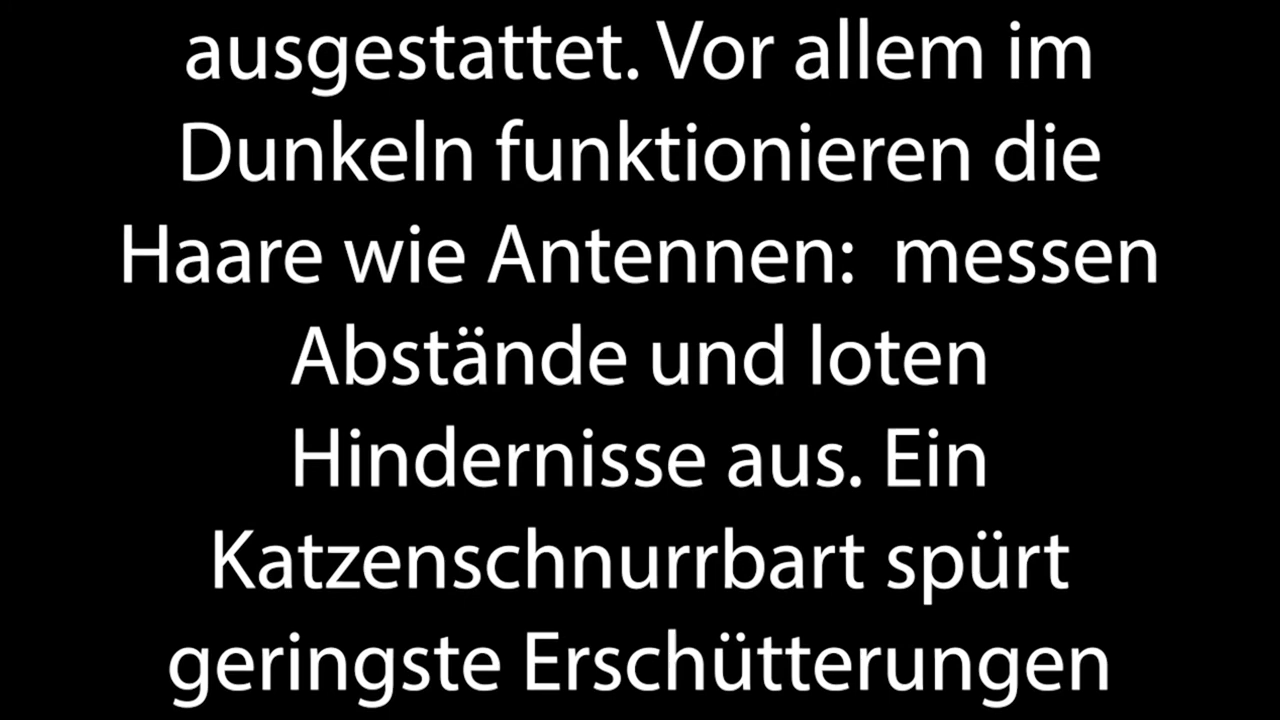 ausgestattet. Vor allem im
Dunkeln funktionieren die
Haare wie Antennen:  messen
Abstände und loten
Hindernisse aus. Ein
Katzenschnurrbart spürt
geringste Erschütterungen